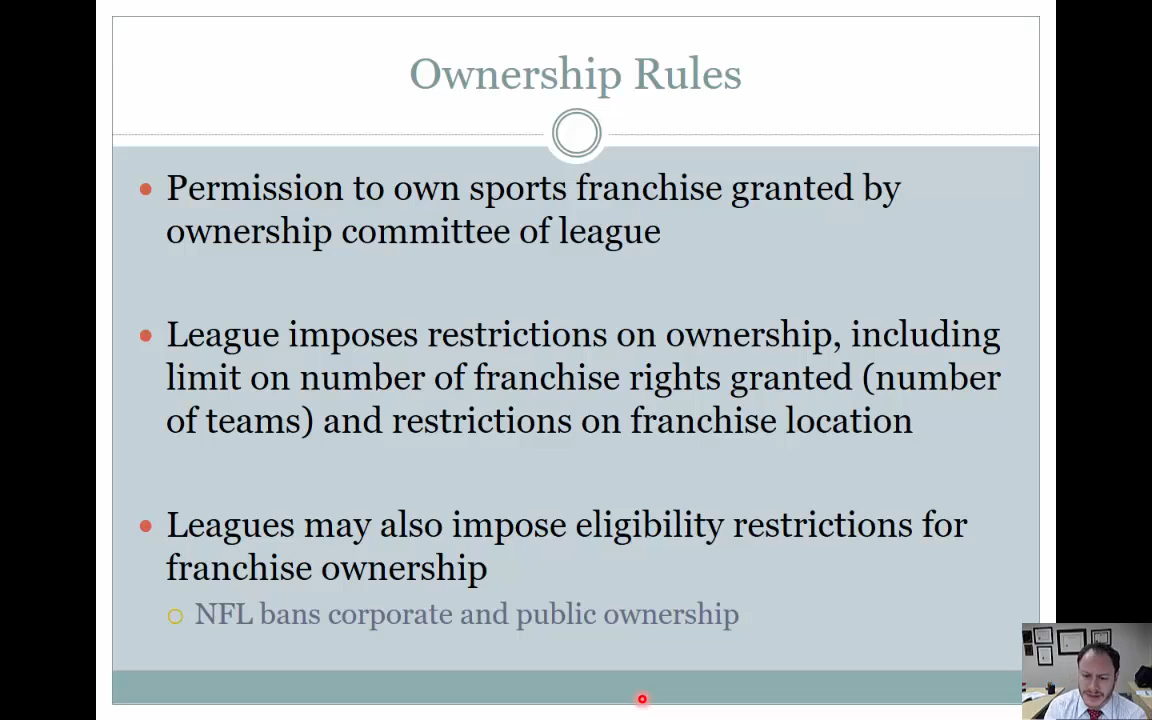 Ownership Rules
Permission to own sports franchise granted by
ownership committee of league
League imposes restrictions on ownership, including
limit on number of franchise rights granted (number
of teams) and restrictions on franchise location
Leagues may also impose eligibility restrictions for
franchise ownership
NFL bans corporate and public ownership